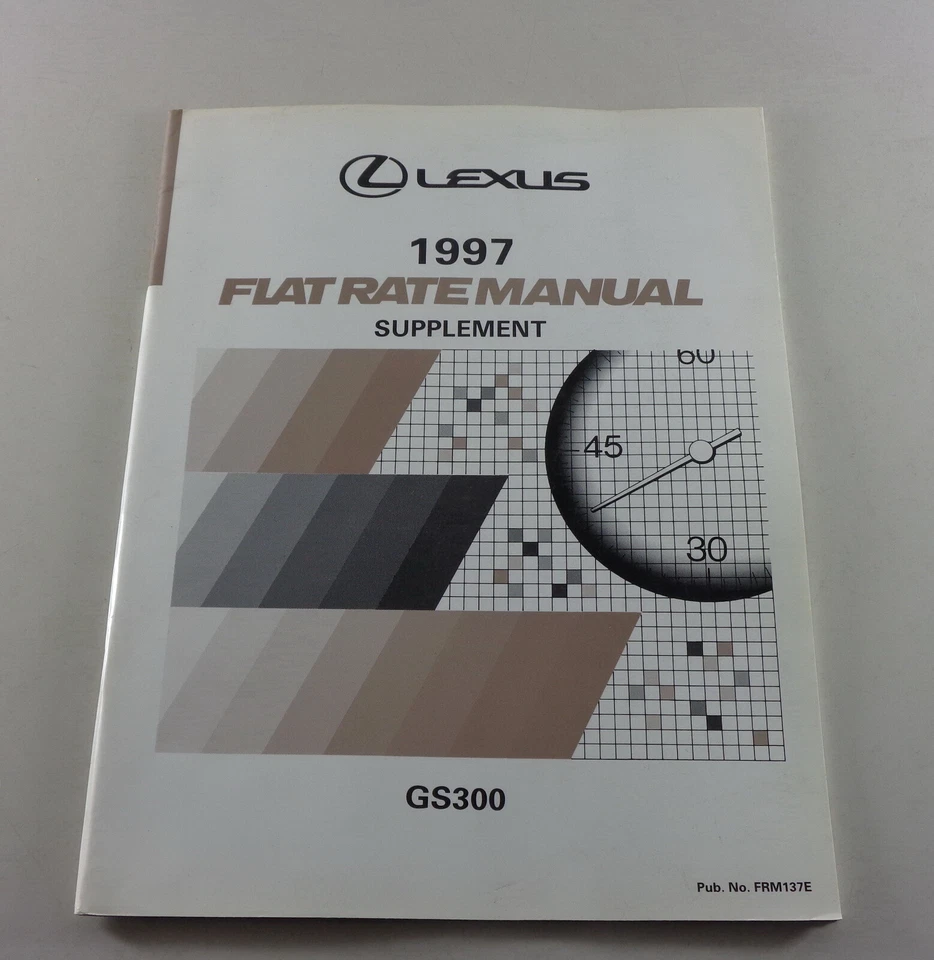 LEXUS
1997
FLAT RATE MANUAL
SUPPLEMENT
60
45
30
GS300
Pub. No. FRM137E